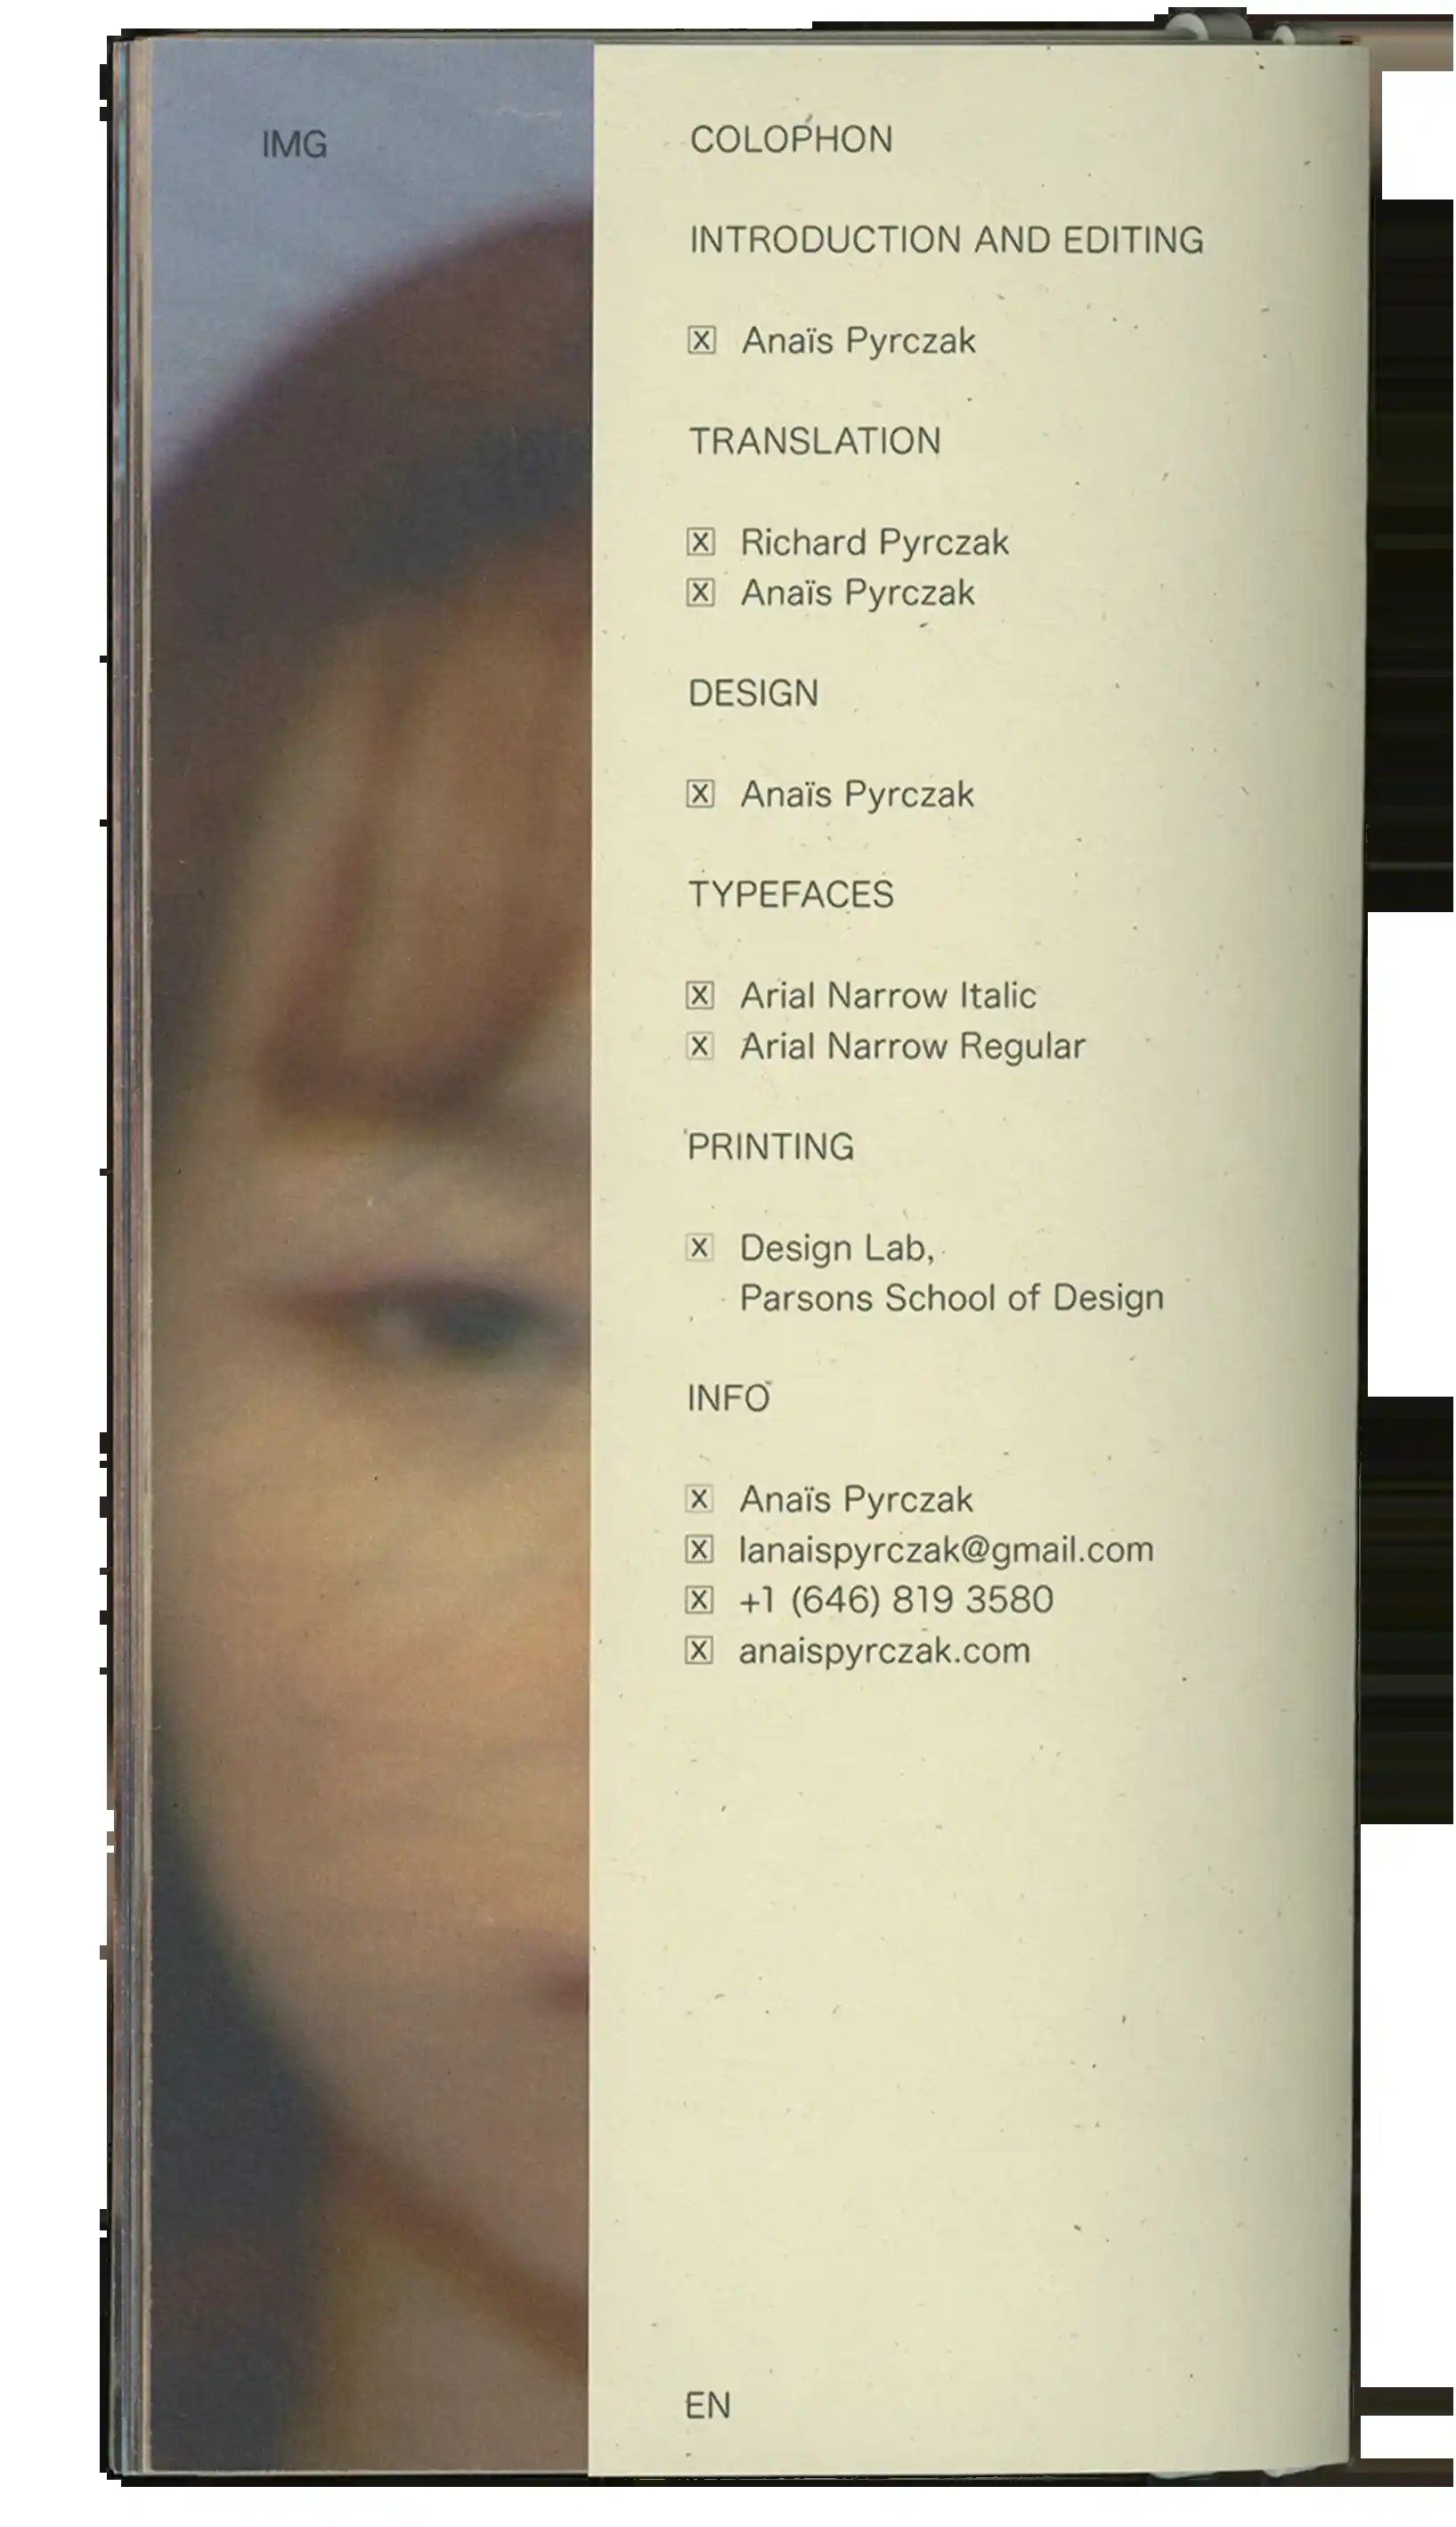 IMG
COLOPHON
INTRODUCTION AND EDITING
☒ Anaïs Pyrczak
TRANSLATION
☒ Richard Pyrczak
☒ Anaïs Pyrczak
DESIGN
☒ Anaïs Pyrczak
TYPEFACES
☒ Arial Narrow Italic
☒ Arial Narrow Regular
PRINTING
☒ Design Lab,
Parsons School of Design
INFO
☒ Anaïs Pyrczak
☒ lanaispyrczak@gmail.com
☒ +1 (646) 819 3580
☒ anaispyrczak.com
EN